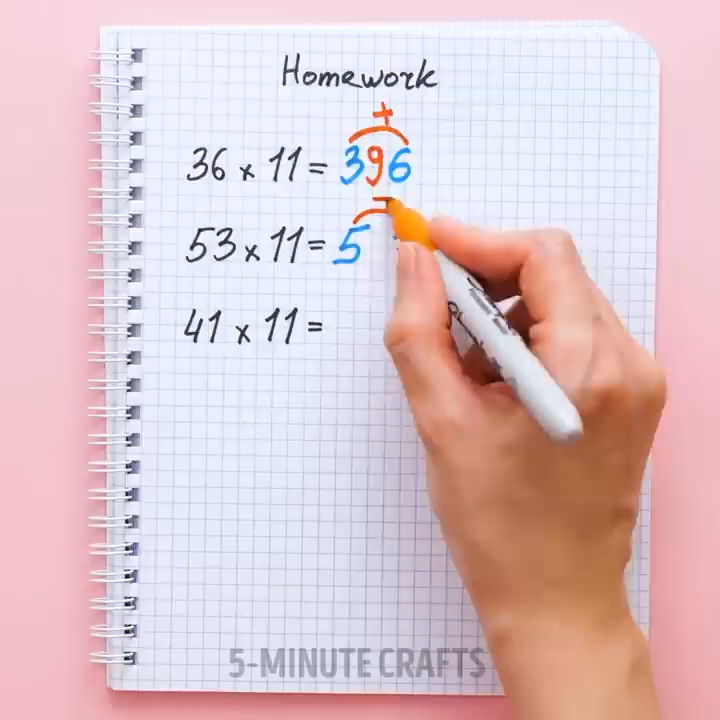 Homework
+
36 x 11 = 396
53 x 11 = 5
41 x 11 =
5-MINUTE CRAFTS